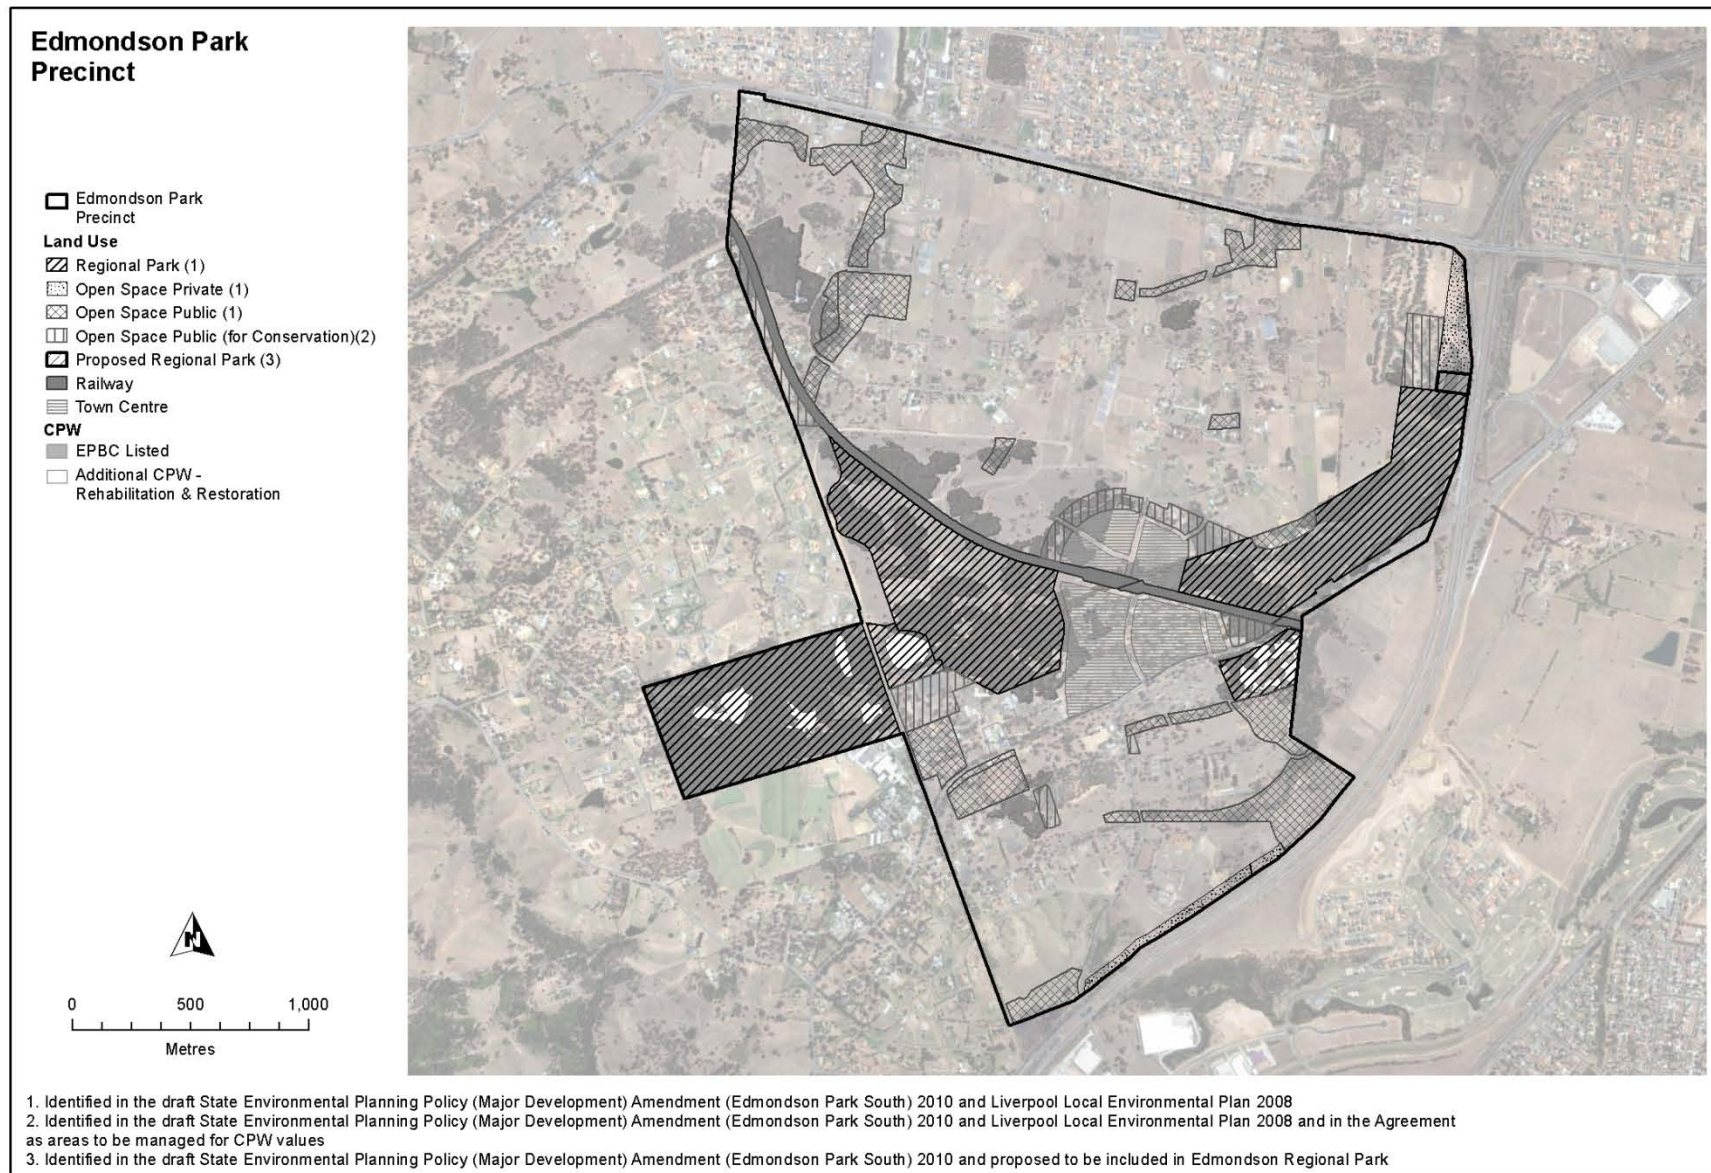 Edmondson Park
Precinct
Edmondson Park
Precinct
Land Use
Regional Park (1)
Open Space Private (1)
Open Space Public (1)
Open Space Public (for Conservation)(2)
Proposed Regional Park (3)
Railway
Town Centre
CPW
EPBC Listed
Additional CPW -
Rehabilitation & Restoration
N
0 500 1,000
Metres
1. Identified in the draft State Environmental Planning Policy (Major Development) Amendment (Edmondson Park South) 2010 and Liverpool Local Environmental Plan 2008
2. Identified in the draft State Environmental Planning Policy (Major Development) Amendment (Edmondson Park South) 2010 and Liverpool Local Environmental Plan 2008 and in the Agreement
as areas to be managed for CPW values
3. Identified in the draft State Environmental Planning Policy (Major Development) Amendment (Edmondson Park South) 2010 and proposed to be included in Edmondson Regional Park